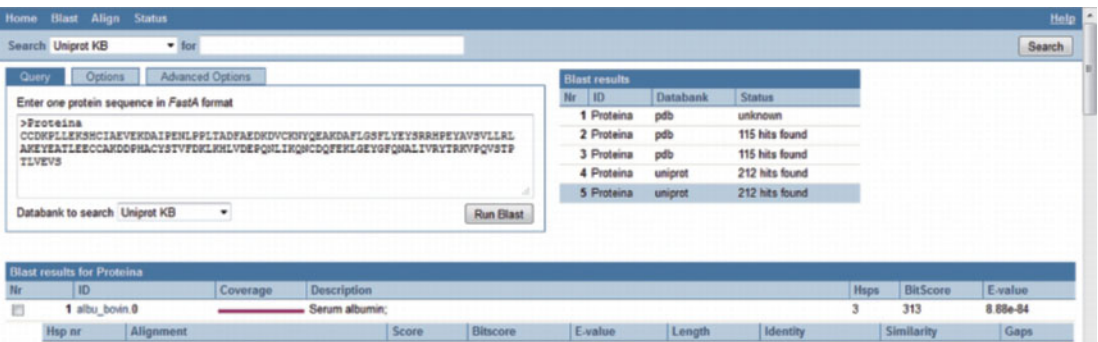 Home Blast Align Status Help
Search Uniprot KB for Search
Query Options Advanced Options
Enter one protein sequence in FastA format
>Proteina
CCDKPLLEKSHCIAEVEKDAIPENLPPLTADFAEDKDVCKNYQEAKDAFLGSFLYEYSRRHPEYAVSVLLRL
AKEYEATLEECCAKDDPHACYSTVFDKLKHLVDEPQNLIKQNCDQFEKLGEYGFQNALIVRYTRKVPQVSTP
TLVEVS
Databank to search Uniprot KB Run Blast
Blast results
Nr ID Databank Status
1 Proteina pdb unknown
2 Proteina pdb 115 hits found
3 Proteina pdb 115 hits found
4 Proteina uniprot 212 hits found
5 Proteina uniprot 212 hits found
Blast results for Proteina
Nr ID Coverage Description Hsps BitScore E-value
1 albu_bovin.0 Serum albumin; 3 313 8.88e-84
Hsp nr Alignment Score Bitscore E-value Length Identity Similarity Gaps